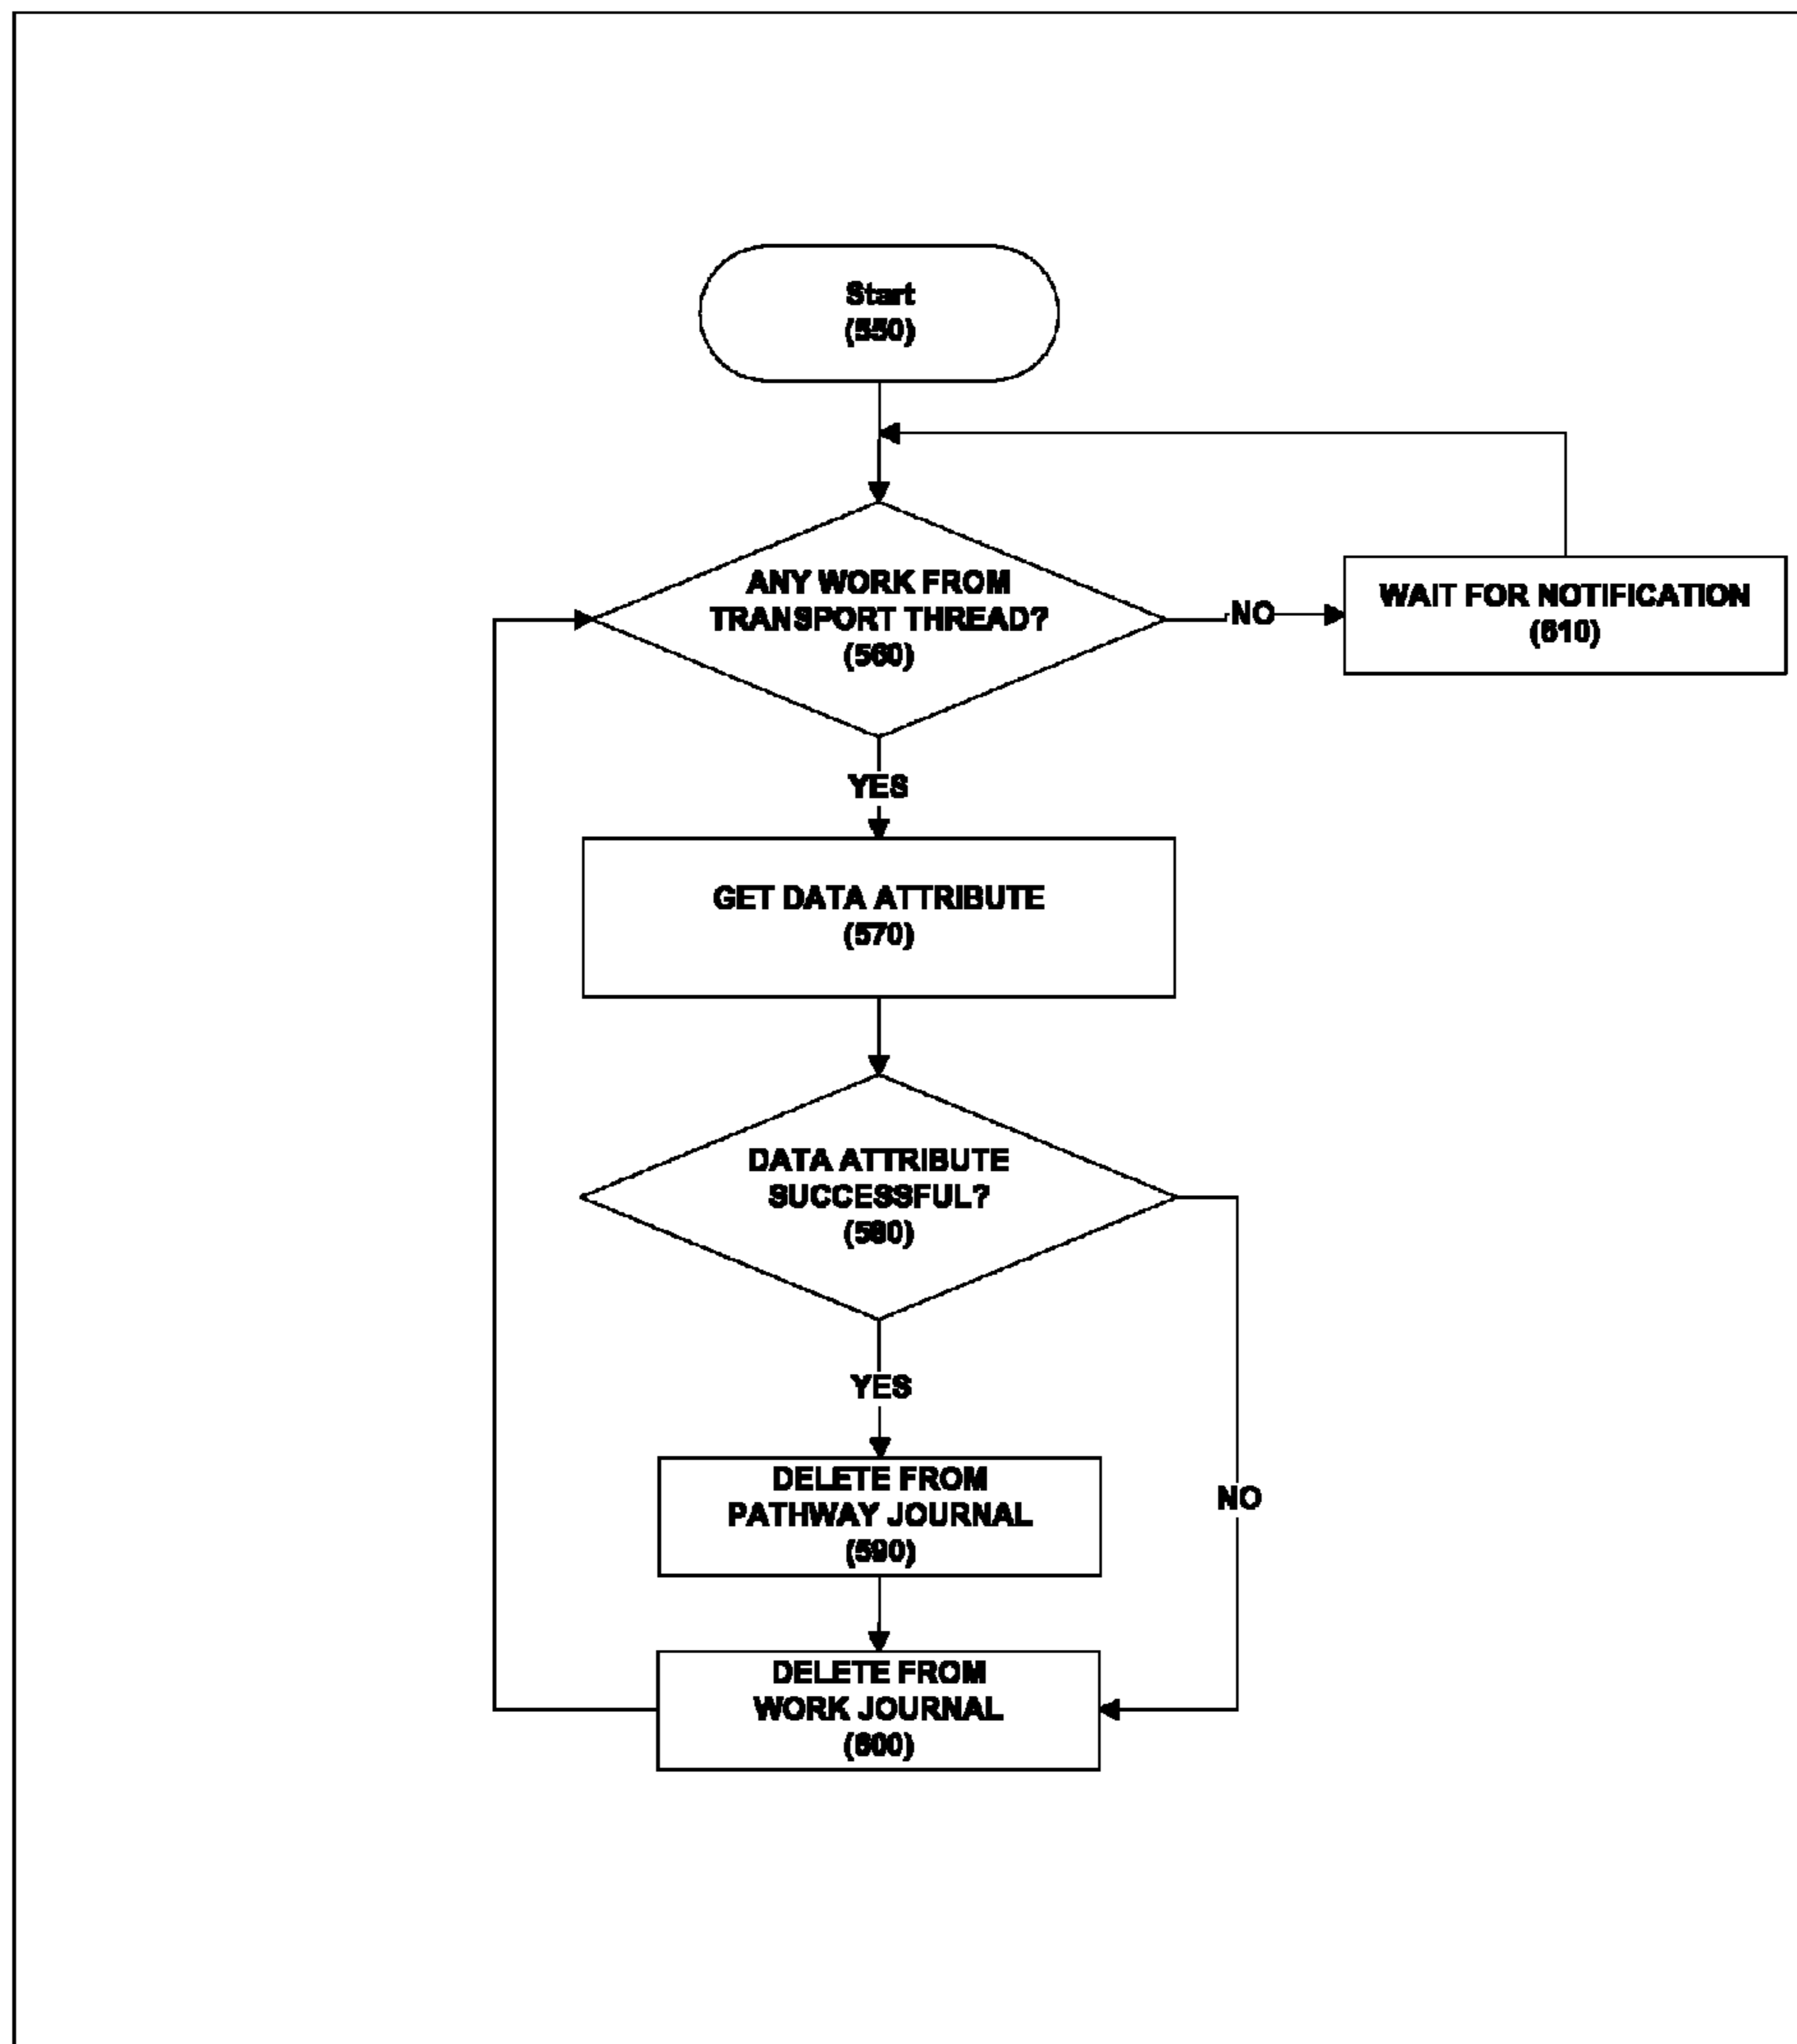 Start
(550)
ANY WORK FROM
TRANSPORT THREAD?
(560)
NO
WAIT FOR NOTIFICATION
(610)
YES
GET DATA ATTRIBUTE
(570)
DATA ATTRIBUTE
SUCCESSFUL?
(580)
YES
NO
DELETE FROM
PATHWAY JOURNAL
(590)
DELETE FROM
WORK JOURNAL
(600)